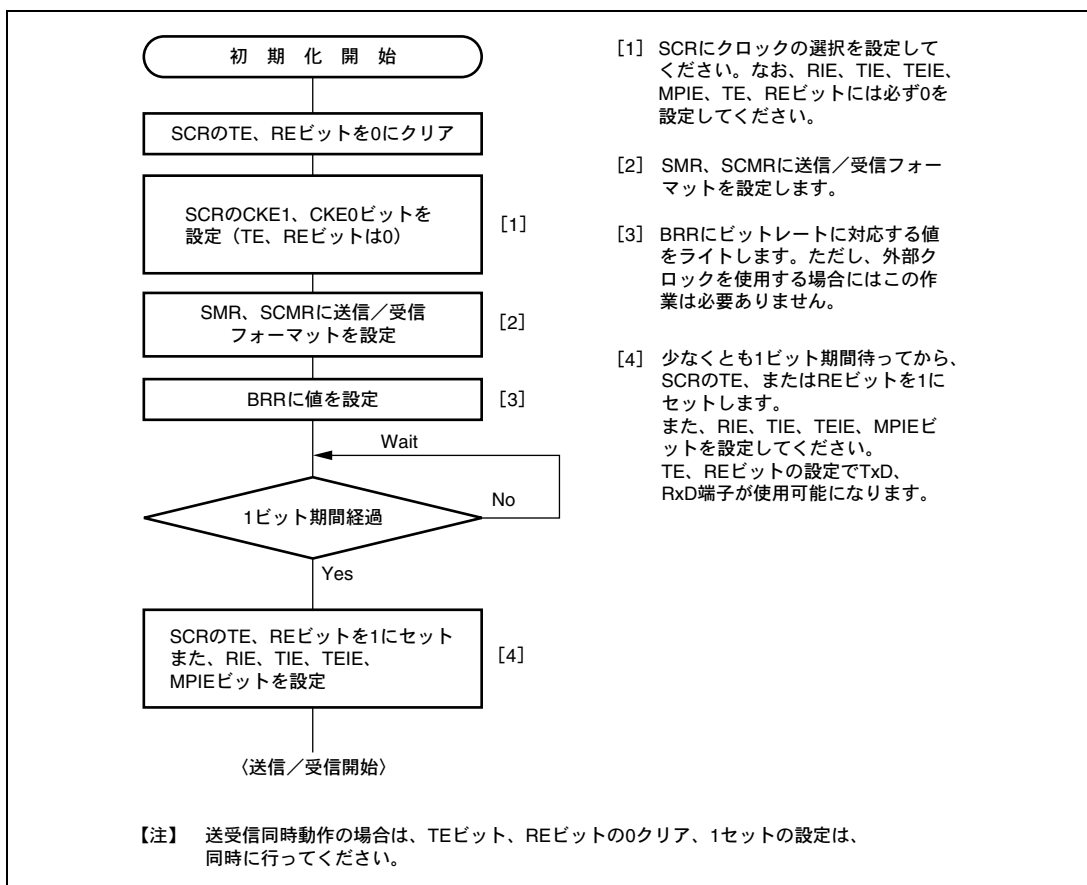 初 期 化 開 始
SCRのTE、REビットを0にクリア
SCRのCKE1、CKE0ビットを
設定（TE、REビットは0）
[1]
SMR、SCMRに送信／受信
フォーマットを設定
[2]
BRRに値を設定
[3]
Wait
1ビット期間経過
No
Yes
SCRのTE、REビットを1にセット
また、RIE、TIE、TEIE、
MPIEビットを設定
[4]
〈送信／受信開始〉
[1] SCRにクロックの選択を設定して
ください。なお、RIE、TIE、TEIE、
MPIE、TE、REビットには必ず0を
設定してください。
[2] SMR、SCMRに送信／受信フォー
マットを設定します。
[3] BRRにビットレートに対応する値
をライトします。ただし、外部ク
ロックを使用する場合にはこの作
業は必要ありません。
[4] 少なくとも1ビット期間待ってから、
SCRのTE、またはREビットを1に
セットします。
また、RIE、TIE、TEIE、MPIEビ
ットを設定してください。
TE、REビットの設定でTxD、
RxD端子が使用可能になります。
【注】 送受信同時動作の場合は、TEビット、REビットの0クリア、1セットの設定は、
同時に行ってください。